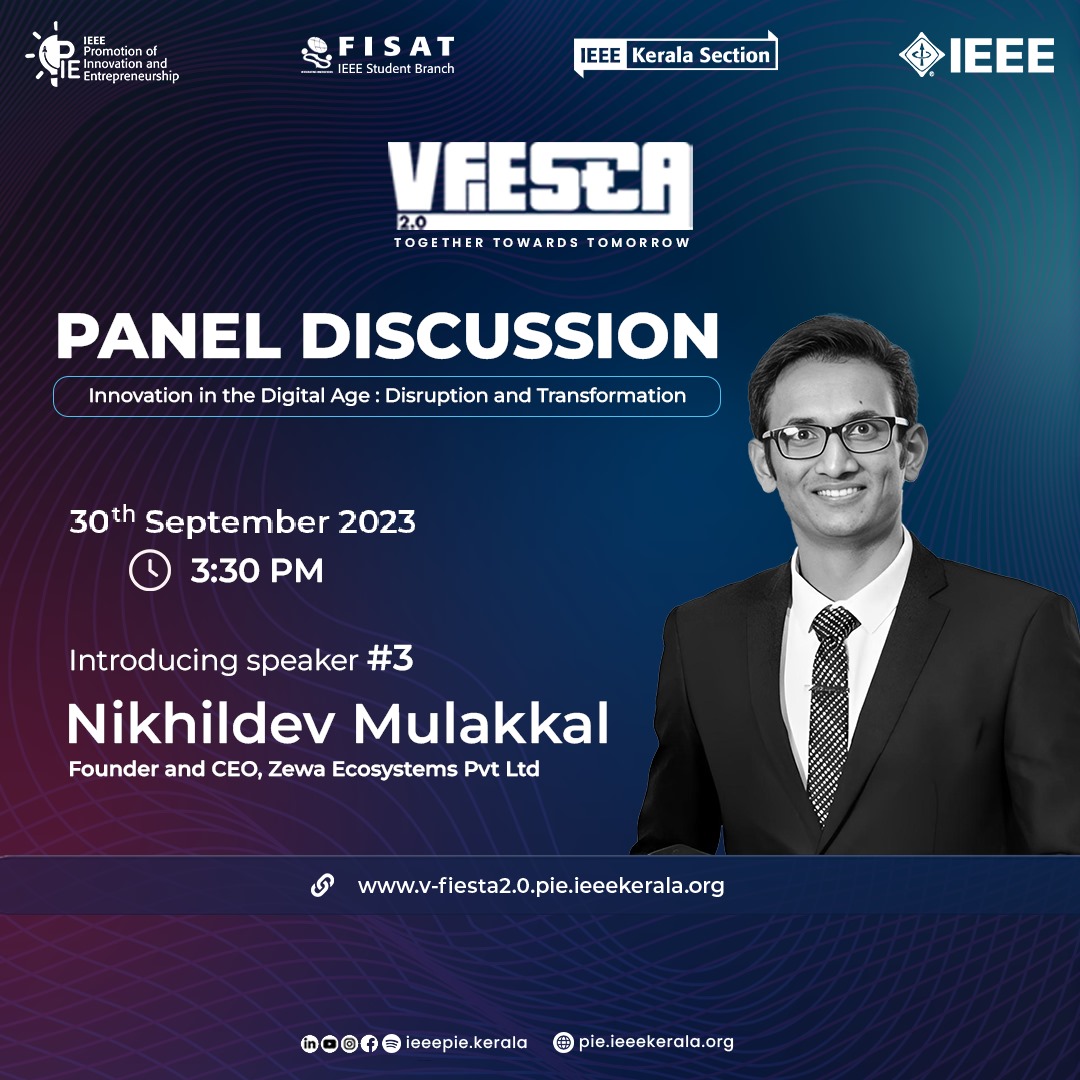 IEEE
Promotion of
Innovation and
Entrepreneurship
PIE
FISAT
IEEE Student Branch
IEEE Kerala Section
IEEE
VFiEStA
2.0
TOGETHER TOWARDS TOMORROW
PANEL DISCUSSION
Innovation in the Digital Age : Disruption and Transformation
30th September 2023
3:30 PM
Introducing speaker #3
Nikhildev Mulakkal
Founder and CEO, Zewa Ecosystems Pvt Ltd
www.v-fiesta2.0.pie.ieeekerala.org
ieeepie.kerala
pie.ieeekerala.org